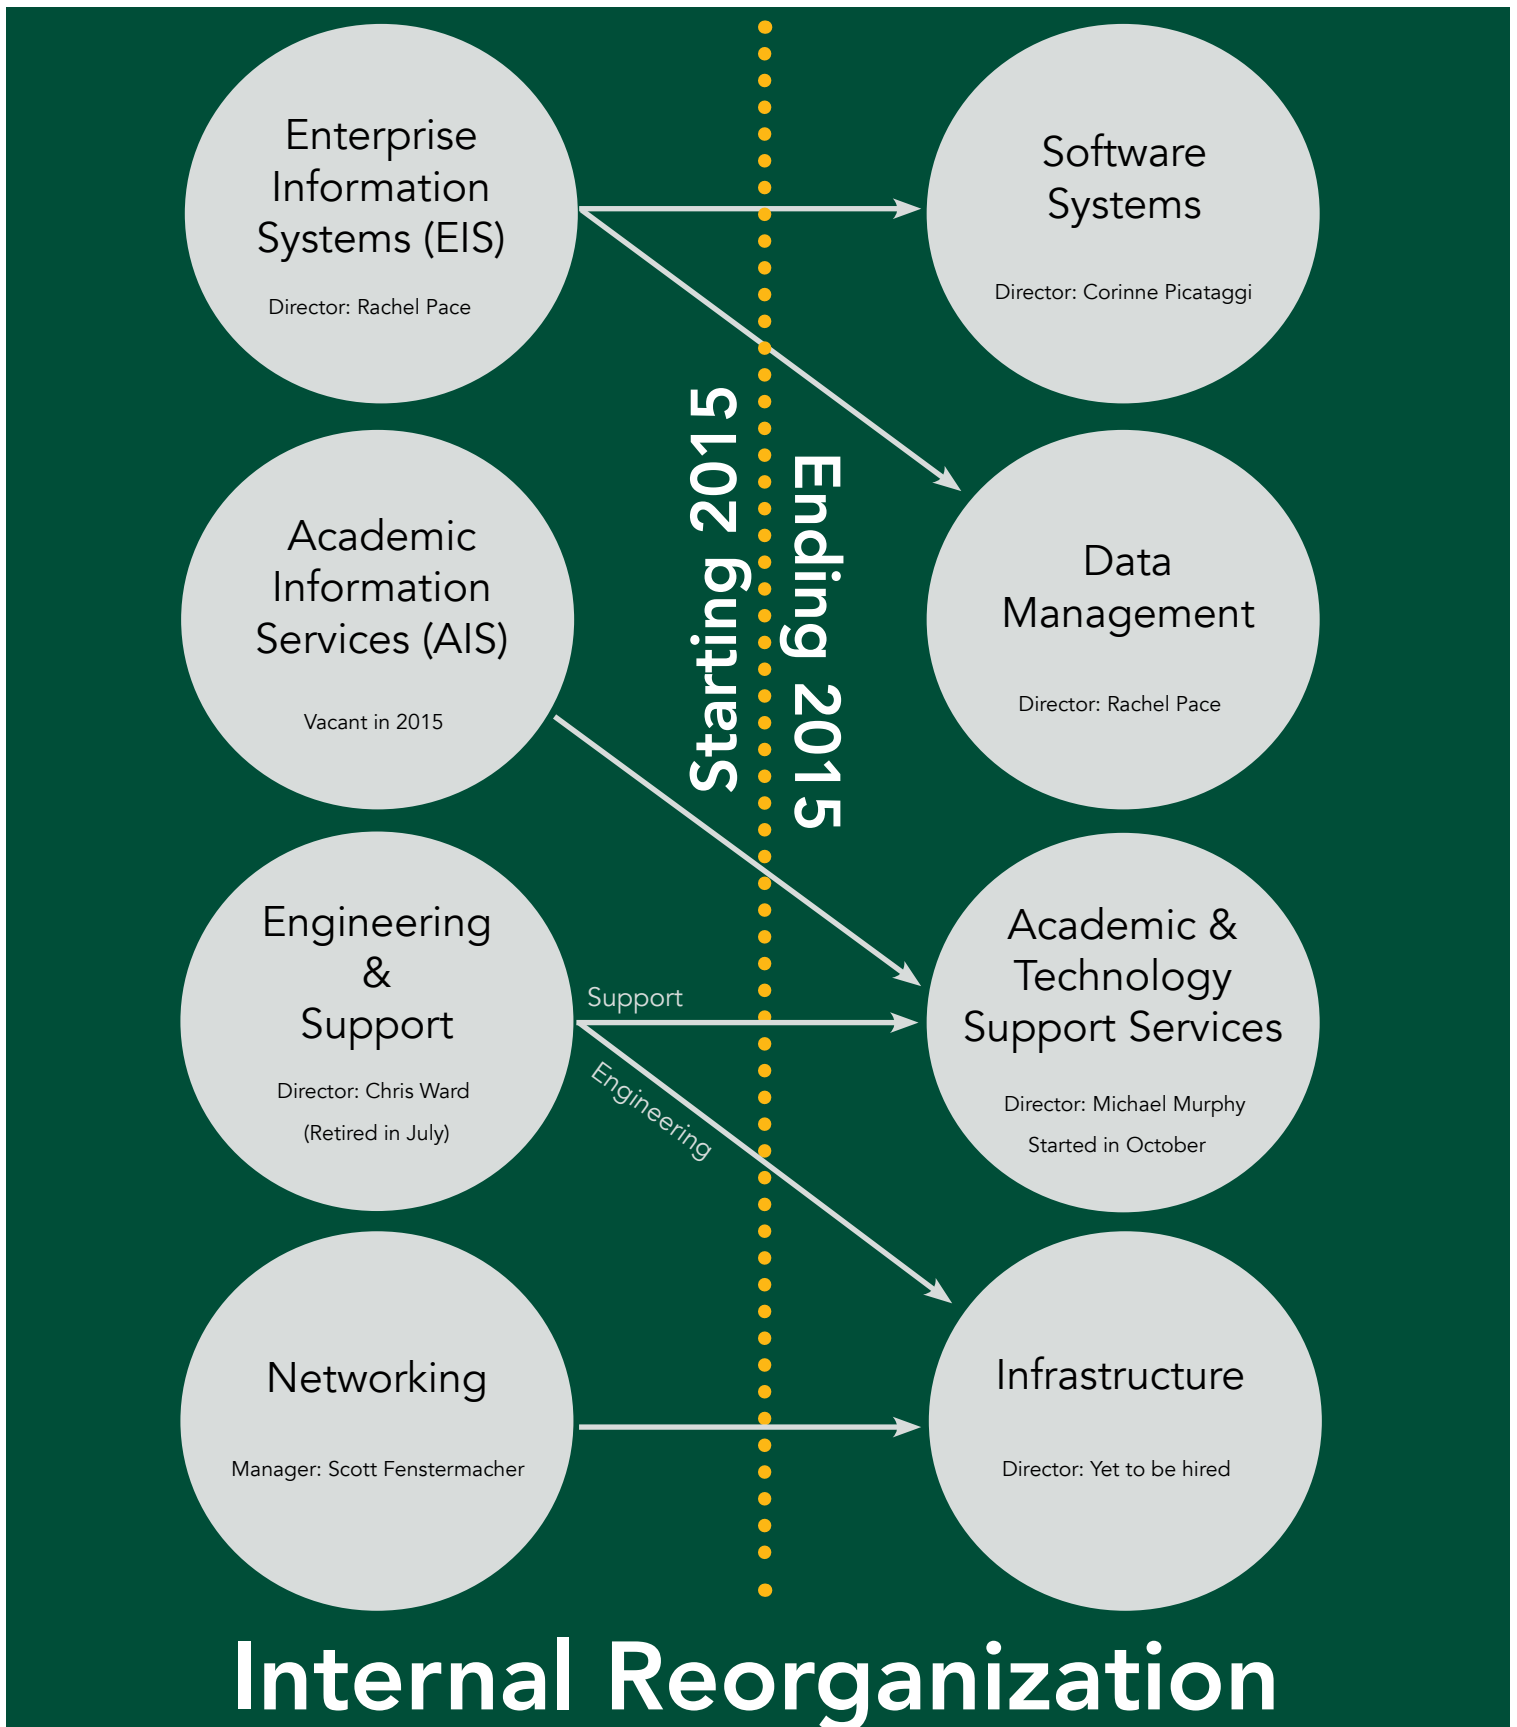 Enterprise
Information
Systems (EIS)
Director: Rachel Pace
Software
Systems
Director: Corinne Picataggi
Starting 2015
Ending 2015
Academic
Information
Services (AIS)
Vacant in 2015
Data
Management
Director: Rachel Pace
Engineering
&
Support
Director: Chris Ward
(Retired in July)
Support
Engineering
Academic &
Technology
Support Services
Director: Michael Murphy
Started in October
Networking
Manager: Scott Fenstermacher
Infrastructure
Director: Yet to be hired
Internal Reorganization